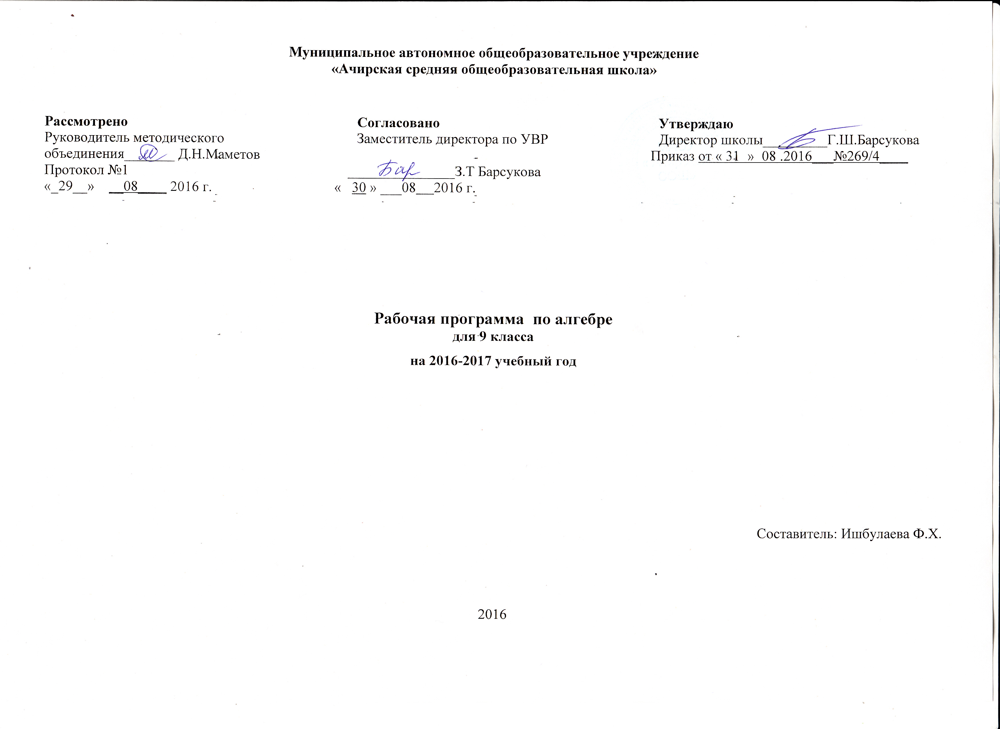 Муниципальное автономное общеобразовательное учреждение
«Ачирская средняя общеобразовательная школа»
Рассмотрено
Руководитель методического
объединения_______ Д.Н.Маметов
Протокол №1
«_29__» __08____ 2016 г.
Согласовано
Заместитель директора по УВР
Бар
_______________З.Т Барсукова
« 30 » ___08___2016 г.
Утверждаю
Директор школы_________Г.Ш.Барсукова
Приказ от « 31 » 08 .2016___№269/4____
Рабочая программа по алгебре
для 9 класса
на 2016-2017 учебный год
Составитель: Ишбулаева Ф.Х.
2016